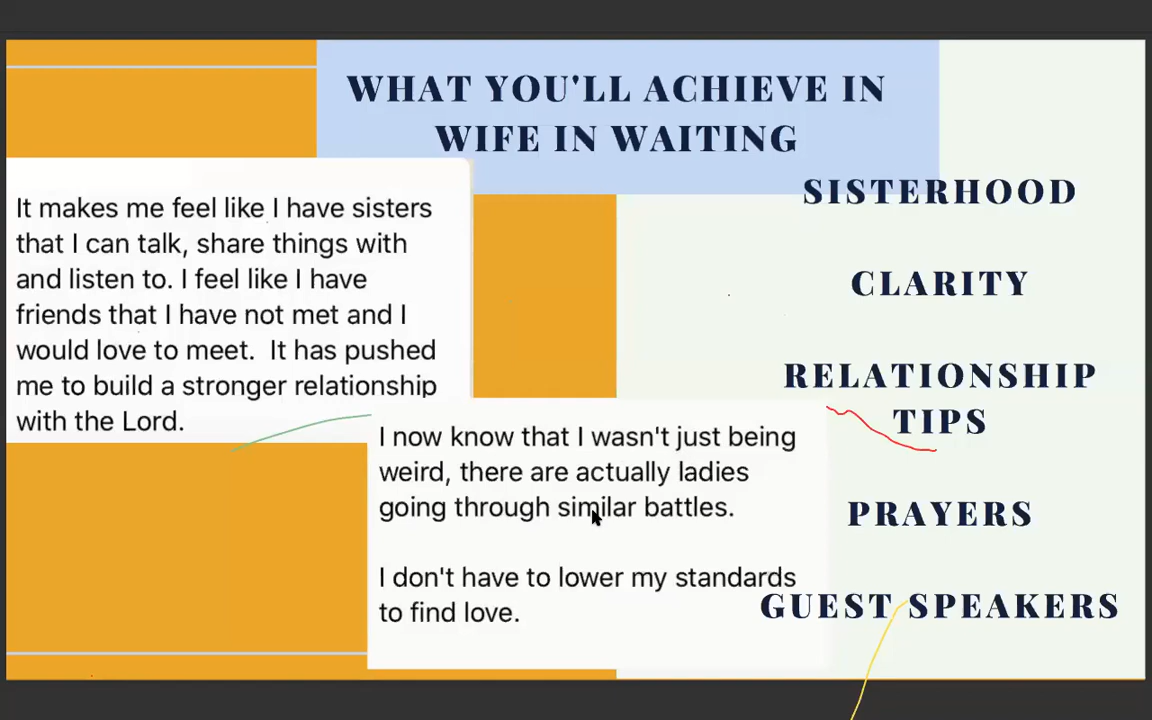 WHAT YOU'LL ACHIEVE IN
WIFE IN WAITING
It makes me feel like I have sisters
that I can talk, share things with
and listen to. I feel like I have
friends that I have not met and I
would love to meet.  It has pushed
me to build a stronger relationship
with the Lord.
I now know that I wasn't just being
weird, there are actually ladies
going through similar battles.
I don't have to lower my standards
to find love.
SISTERHOOD
CLARITY
RELATIONSHIP
TIPS
PRAYERS
GUEST SPEAKERS